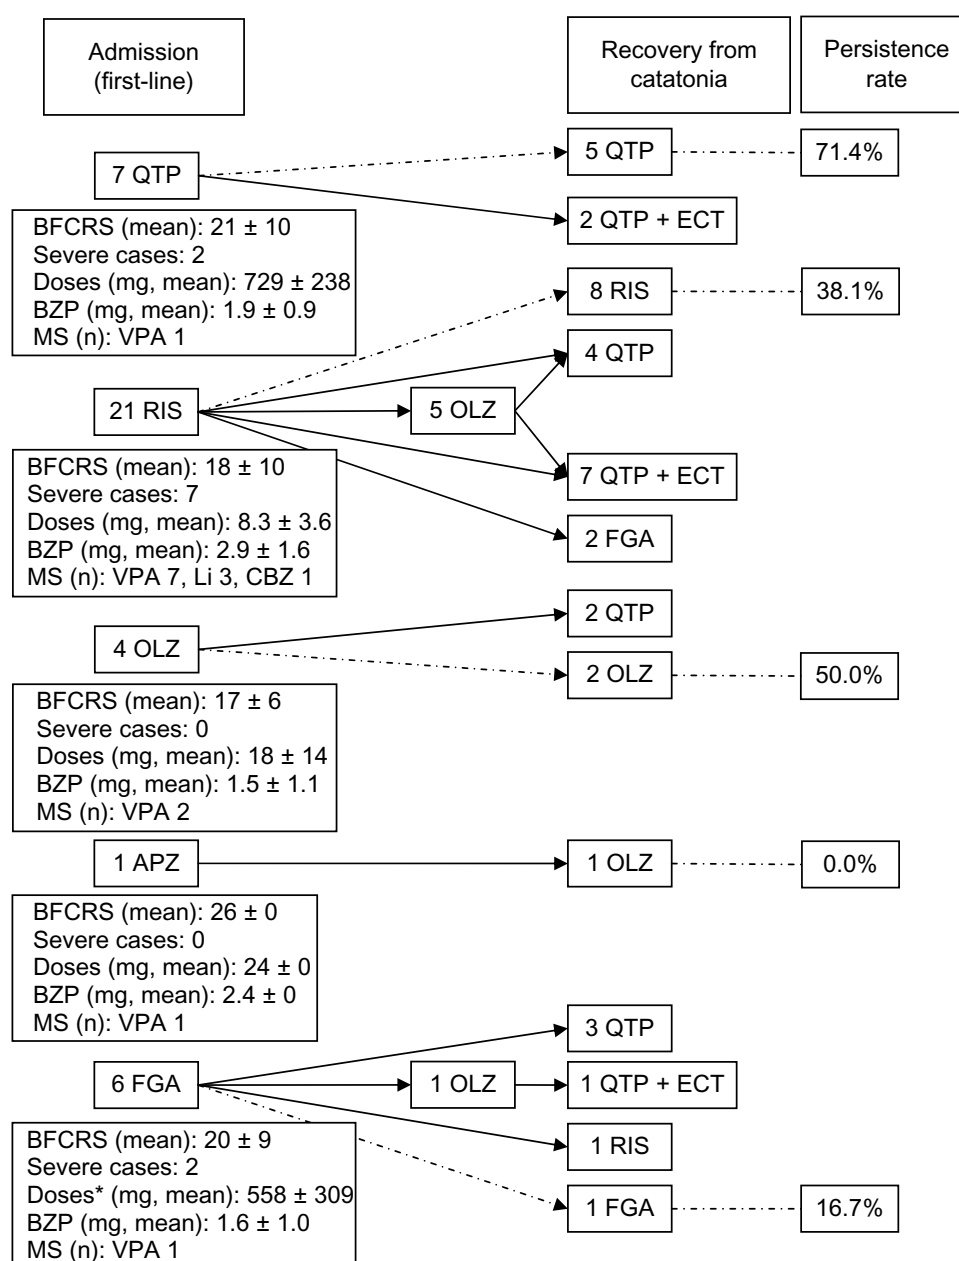 Admission
(first-line)
Recovery from
catatonia
Persistence
rate
7 QTP
5 QTP
71.4%
2 QTP + ECT
BFCRS (mean): 21 ± 10
Severe cases: 2
Doses (mg, mean): 729 ± 238
BZP (mg, mean): 1.9 ± 0.9
MS (n): VPA 1
8 RIS
38.1%
4 QTP
21 RIS
5 OLZ
7 QTP + ECT
2 FGA
BFCRS (mean): 18 ± 10
Severe cases: 7
Doses (mg, mean): 8.3 ± 3.6
BZP (mg, mean): 2.9 ± 1.6
MS (n): VPA 7, Li 3, CBZ 1
2 QTP
4 OLZ
2 OLZ
50.0%
BFCRS (mean): 17 ± 6
Severe cases: 0
Doses (mg, mean): 18 ± 14
BZP (mg, mean): 1.5 ± 1.1
MS (n): VPA 2
1 APZ
1 OLZ
0.0%
BFCRS (mean): 26 ± 0
Severe cases: 0
Doses (mg, mean): 24 ± 0
BZP (mg, mean): 2.4 ± 0
MS (n): VPA 1
3 QTP
6 FGA
1 OLZ
1 QTP + ECT
1 RIS
1 FGA
16.7%
BFCRS (mean): 20 ± 9
Severe cases: 2
Doses* (mg, mean): 558 ± 309
BZP (mg, mean): 1.6 ± 1.0
MS (n): VPA 1